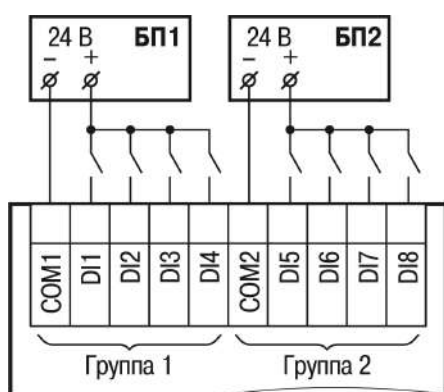 24 В БП1 24 В БП2
− + − +
COM1 DI1 DI2 DI3 DI4 COM2 DI5 DI6 DI7 DI8
Группа 1 Группа 2